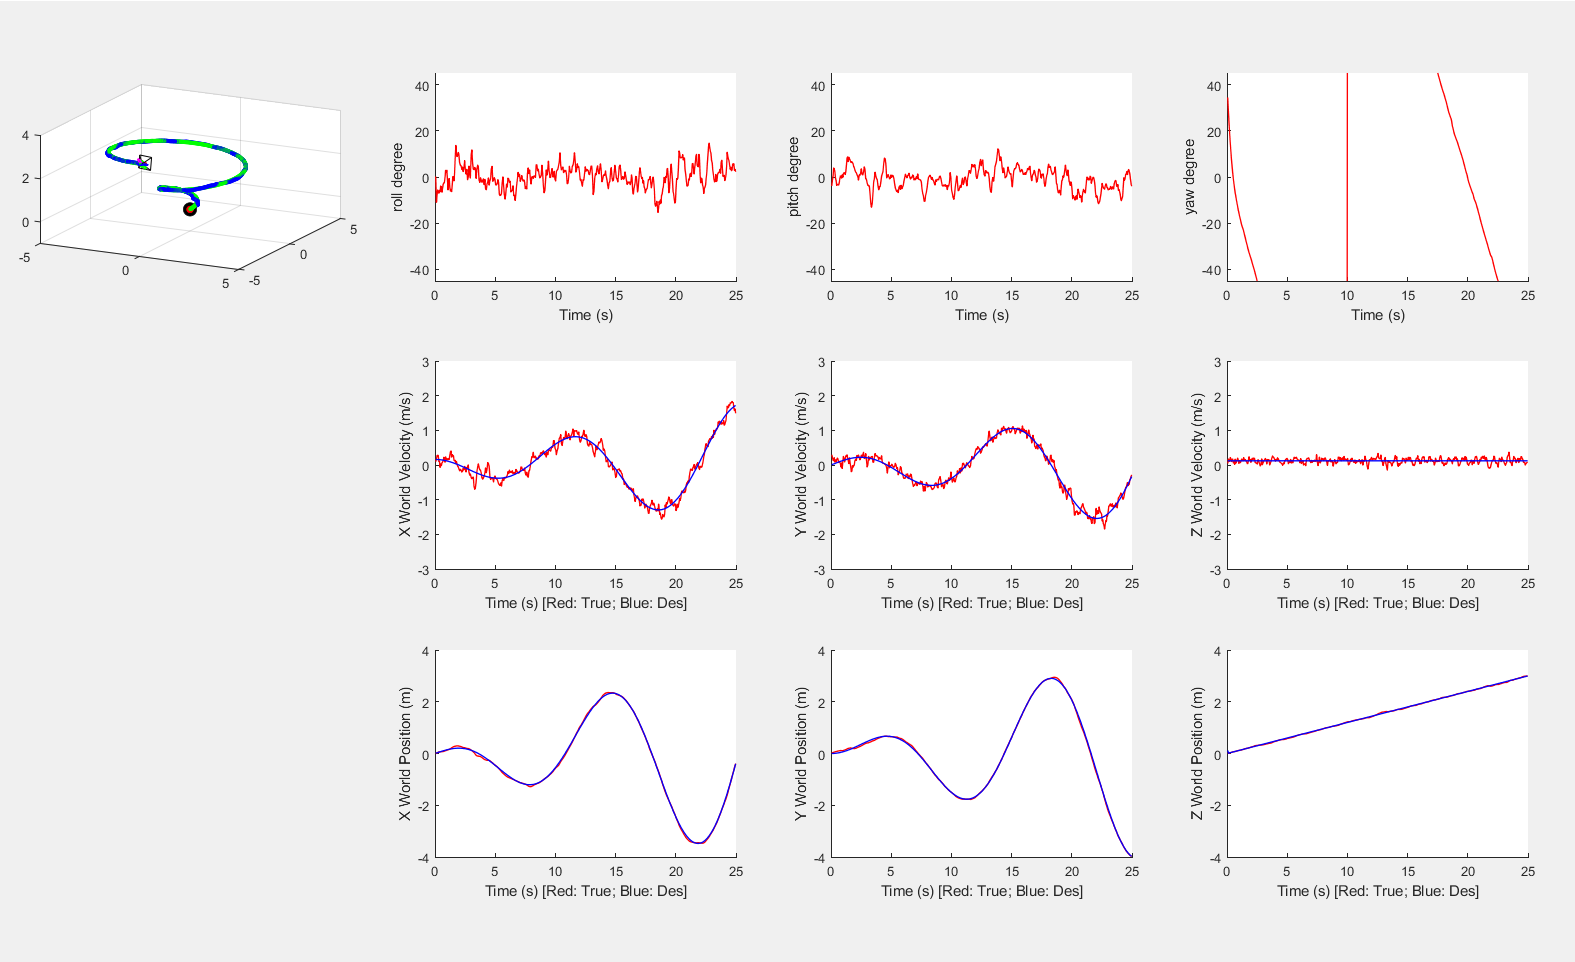 4
2
0
-5
0
5
-5
0
5
40
20
0
-20
-40
roll degree
0 5 10 15 20 25
Time (s)
40
20
0
-20
-40
pitch degree
0 5 10 15 20 25
Time (s)
40
20
0
-20
-40
yaw degree
0 5 10 15 20 25
Time (s)
3
2
1
0
-1
-2
-3
X World Velocity (m/s)
0 5 10 15 20 25
Time (s) [Red: True; Blue: Des]
3
2
1
0
-1
-2
-3
Y World Velocity (m/s)
0 5 10 15 20 25
Time (s) [Red: True; Blue: Des]
3
2
1
0
-1
-2
-3
Z World Velocity (m/s)
0 5 10 15 20 25
Time (s) [Red: True; Blue: Des]
4
2
0
-2
-4
X World Position (m)
0 5 10 15 20 25
Time (s) [Red: True; Blue: Des]
4
2
0
-2
-4
Y World Position (m)
0 5 10 15 20 25
Time (s) [Red: True; Blue: Des]
4
2
0
-2
-4
Z World Position (m)
0 5 10 15 20 25
Time (s) [Red: True; Blue: Des]